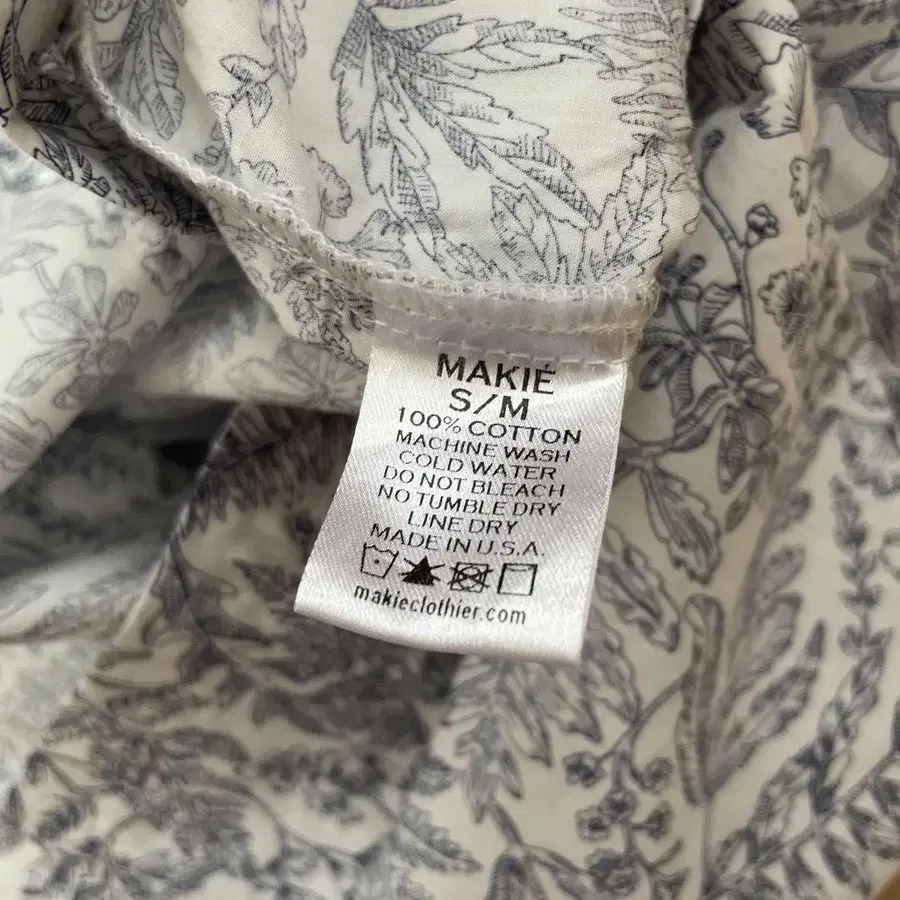 MAKIÉ
S/M
100% COTTON
MACHINE WASH
COLD WATER
DO NOT BLEACH
NO TUMBLE DRY
LINE DRY
MADE IN U.S.A.
makieclothier.com